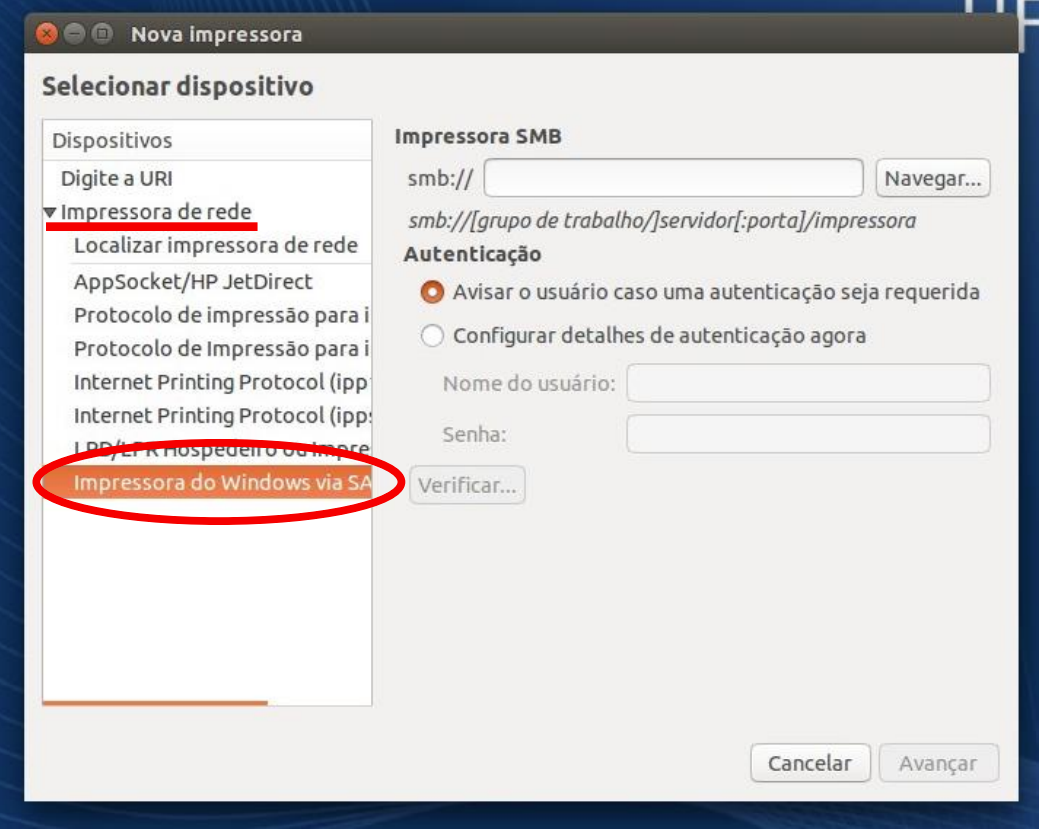 Nova impressora
Selecionar dispositivo
Dispositivos
Digite a URI
Impressora de rede
Localizar impressora de rede
AppSocket/HP JetDirect
Protocolo de impressão para i
Protocolo de Impressão para i
Internet Printing Protocol (ipp
Internet Printing Protocol (ipps
LPD/LPR Hospedeiro ou Impre
Impressora do Windows via SA
Impressora SMB
smb://
Navegar...
smb://[grupo de trabalho/]servidor[:porta]/impressora
Autenticação
Avisar o usuário caso uma autenticação seja requerida
Configurar detalhes de autenticação agora
Nome do usuário:
Senha:
Verificar...
Cancelar
Avançar